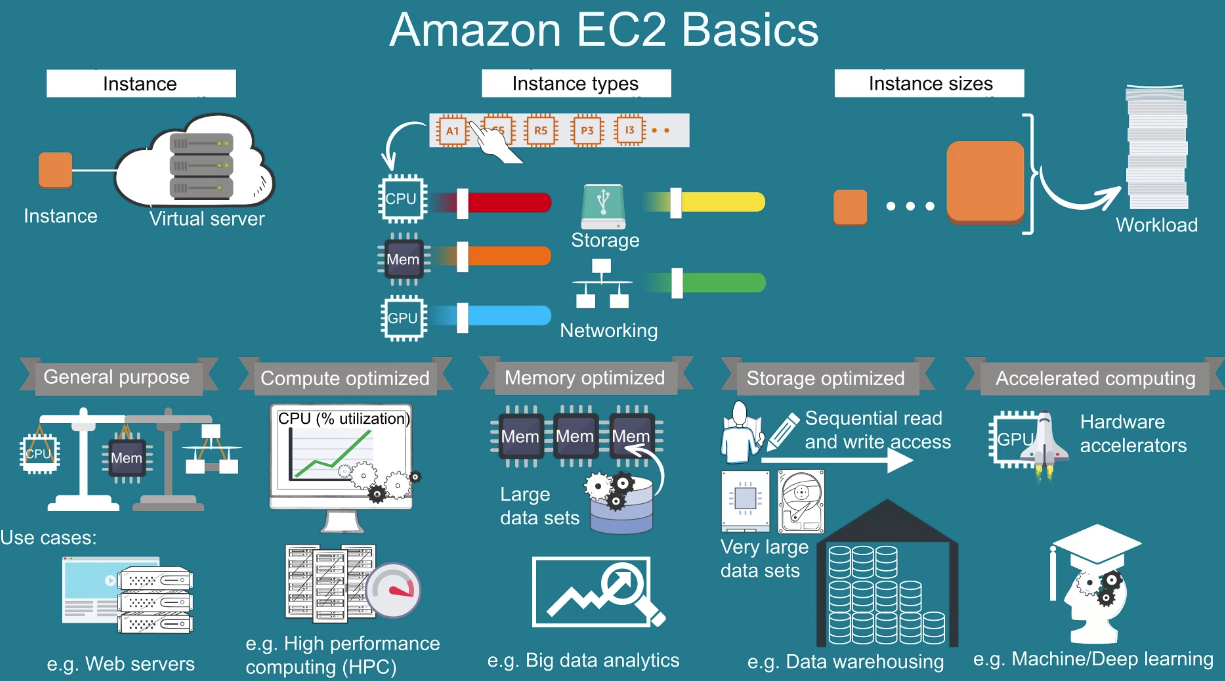 Amazon EC2 Basics
Instance
Instance types
Instance sizes
Instance
Virtual server
A1
R5
P3
I3
CPU
Mem
GPU
Storage
Networking
Workload
General purpose
Compute optimized
Memory optimized
Storage optimized
Accelerated computing
CPU
Mem
Use cases:
e.g. Web servers
CPU (% utilization)
e.g. High performance
computing (HPC)
Mem
Mem
Mem
Large
data sets
e.g. Big data analytics
Sequential read
and write access
Very large
data sets
e.g. Data warehousing
GPU
Hardware
accelerators
e.g. Machine/Deep learning